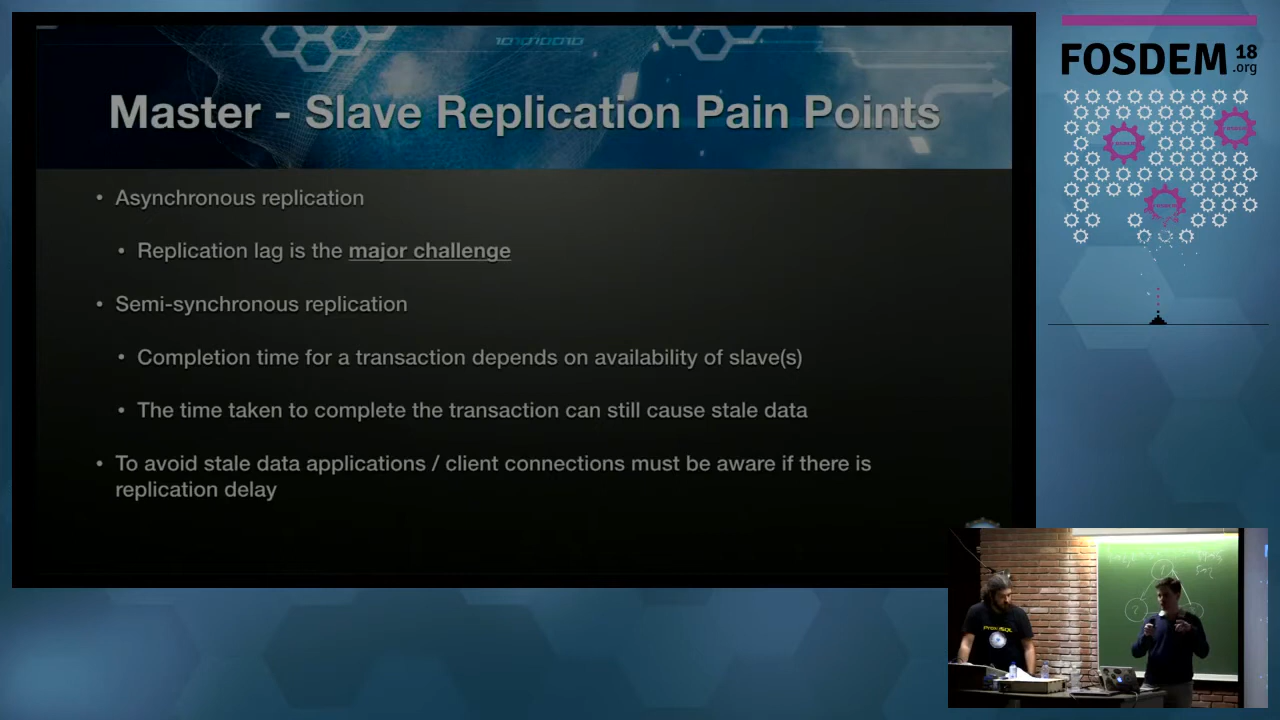 Master - Slave Replication Pain Points
• Asynchronous replication
• Replication lag is the major challenge
• Semi-synchronous replication
• Completion time for a transaction depends on availability of slave(s)
• The time taken to complete the transaction can still cause stale data
• To avoid stale data applications / client connections must be aware if there is
replication delay
FOSDEM 18
.org
ProxySQL